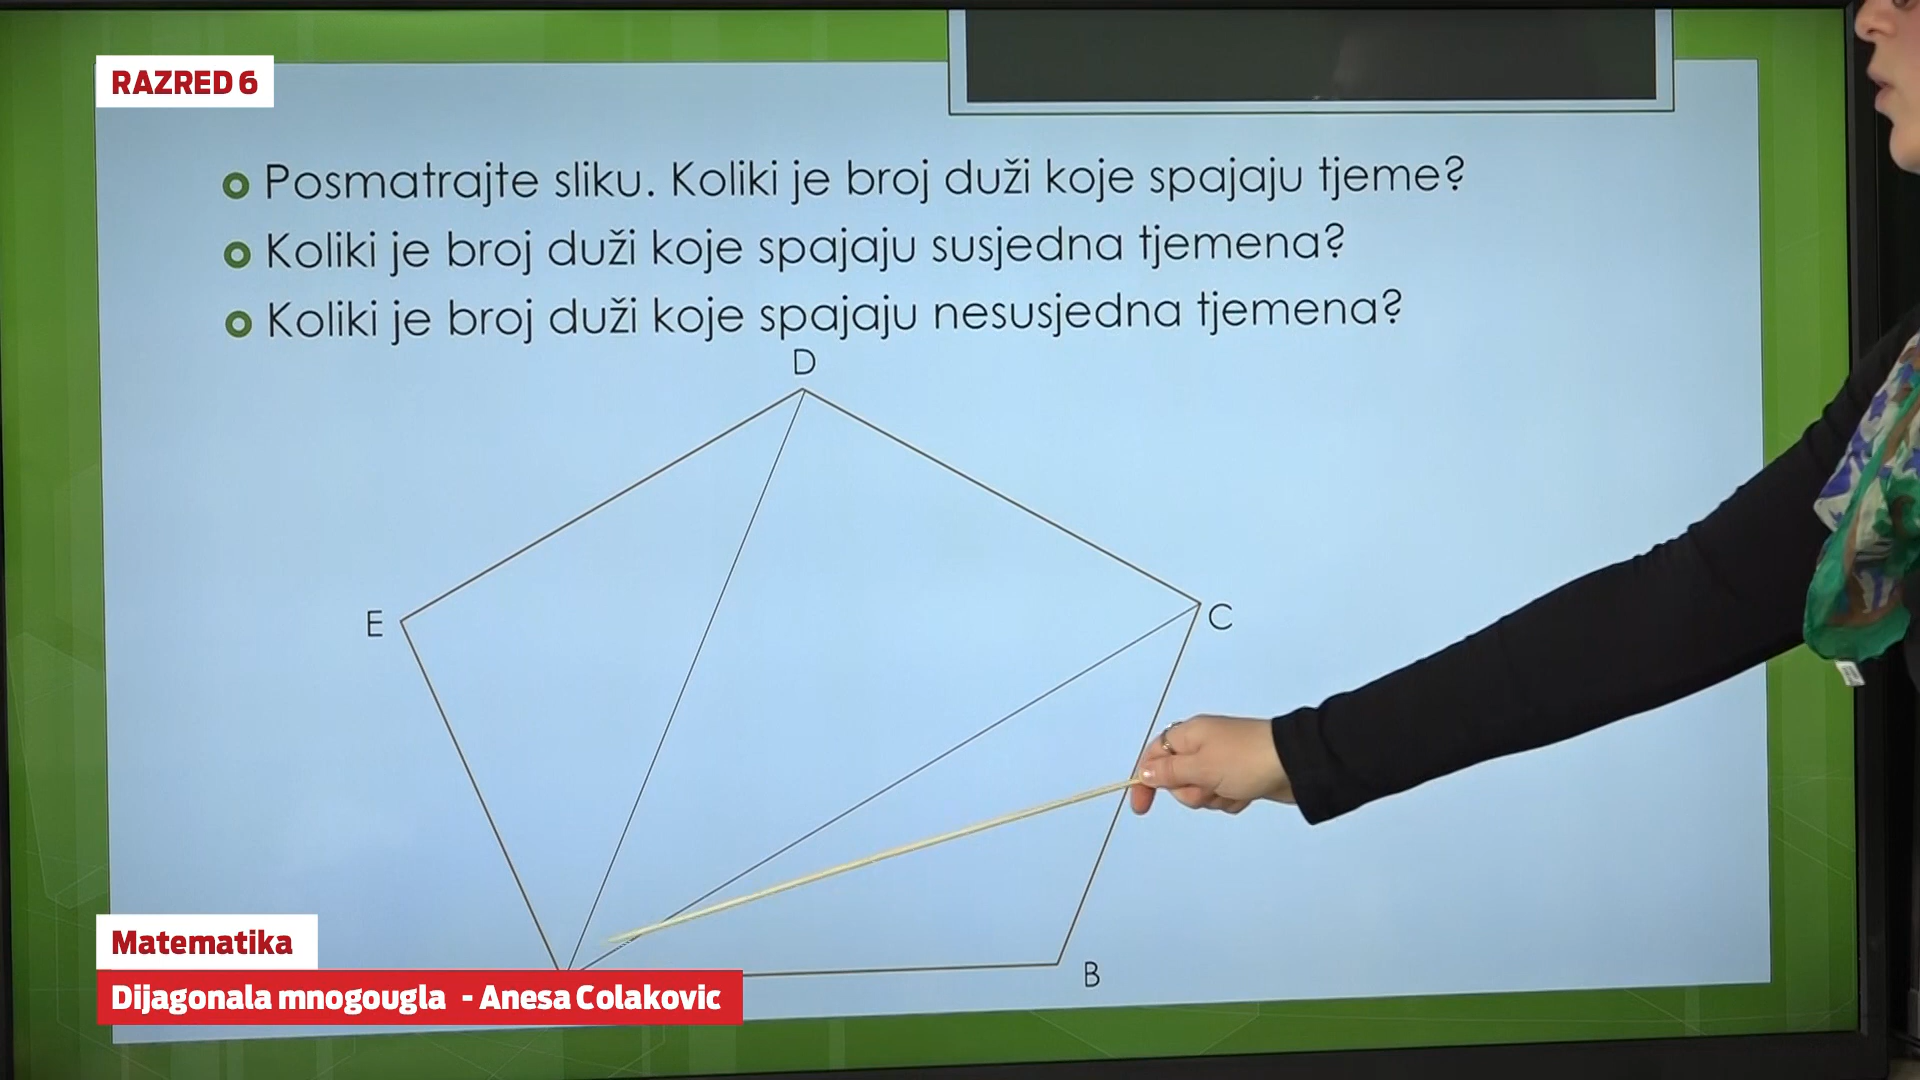 RAZRED 6
Posmatrajte sliku. Koliki je broj duži koje spajaju tjeme?
Koliki je broj duži koje spajaju susjedna tjemena?
Koliki je broj duži koje spajaju nesusjedna tjemena?
D
E
C
B
Matematika
Dijagonala mnogougla - Anesa Colakovic